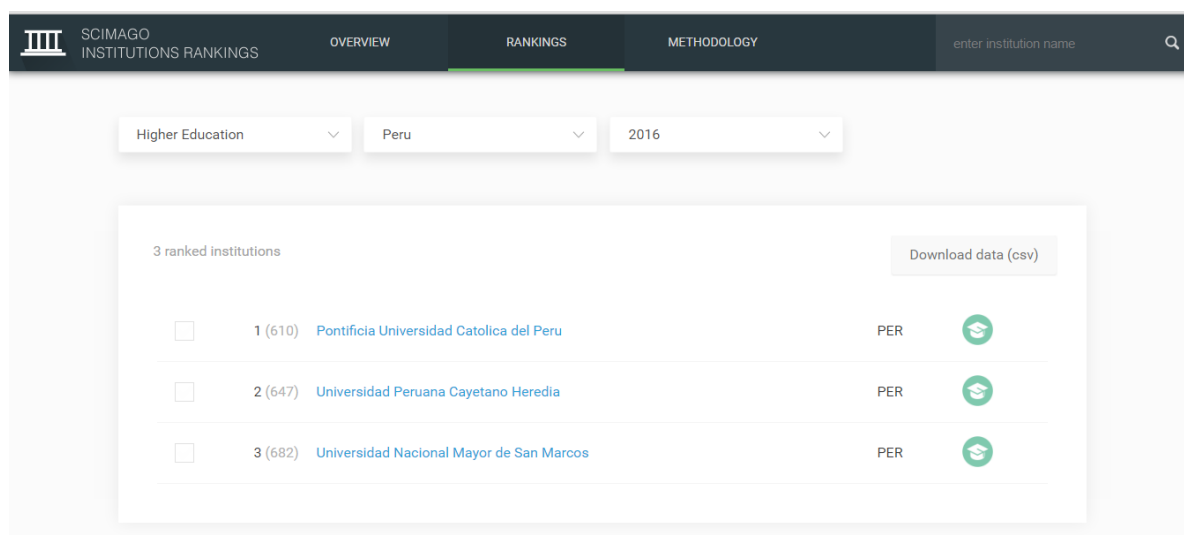 SCIMAGO
INSTITUTIONS RANKINGS
OVERVIEW
RANKINGS
METHODOLOGY
enter institution name
Higher Education
Peru
2016
3 ranked institutions
Download data (csv)
1 (610) Pontificia Universidad Catolica del Peru PER
2 (647) Universidad Peruana Cayetano Heredia PER
3 (682) Universidad Nacional Mayor de San Marcos PER